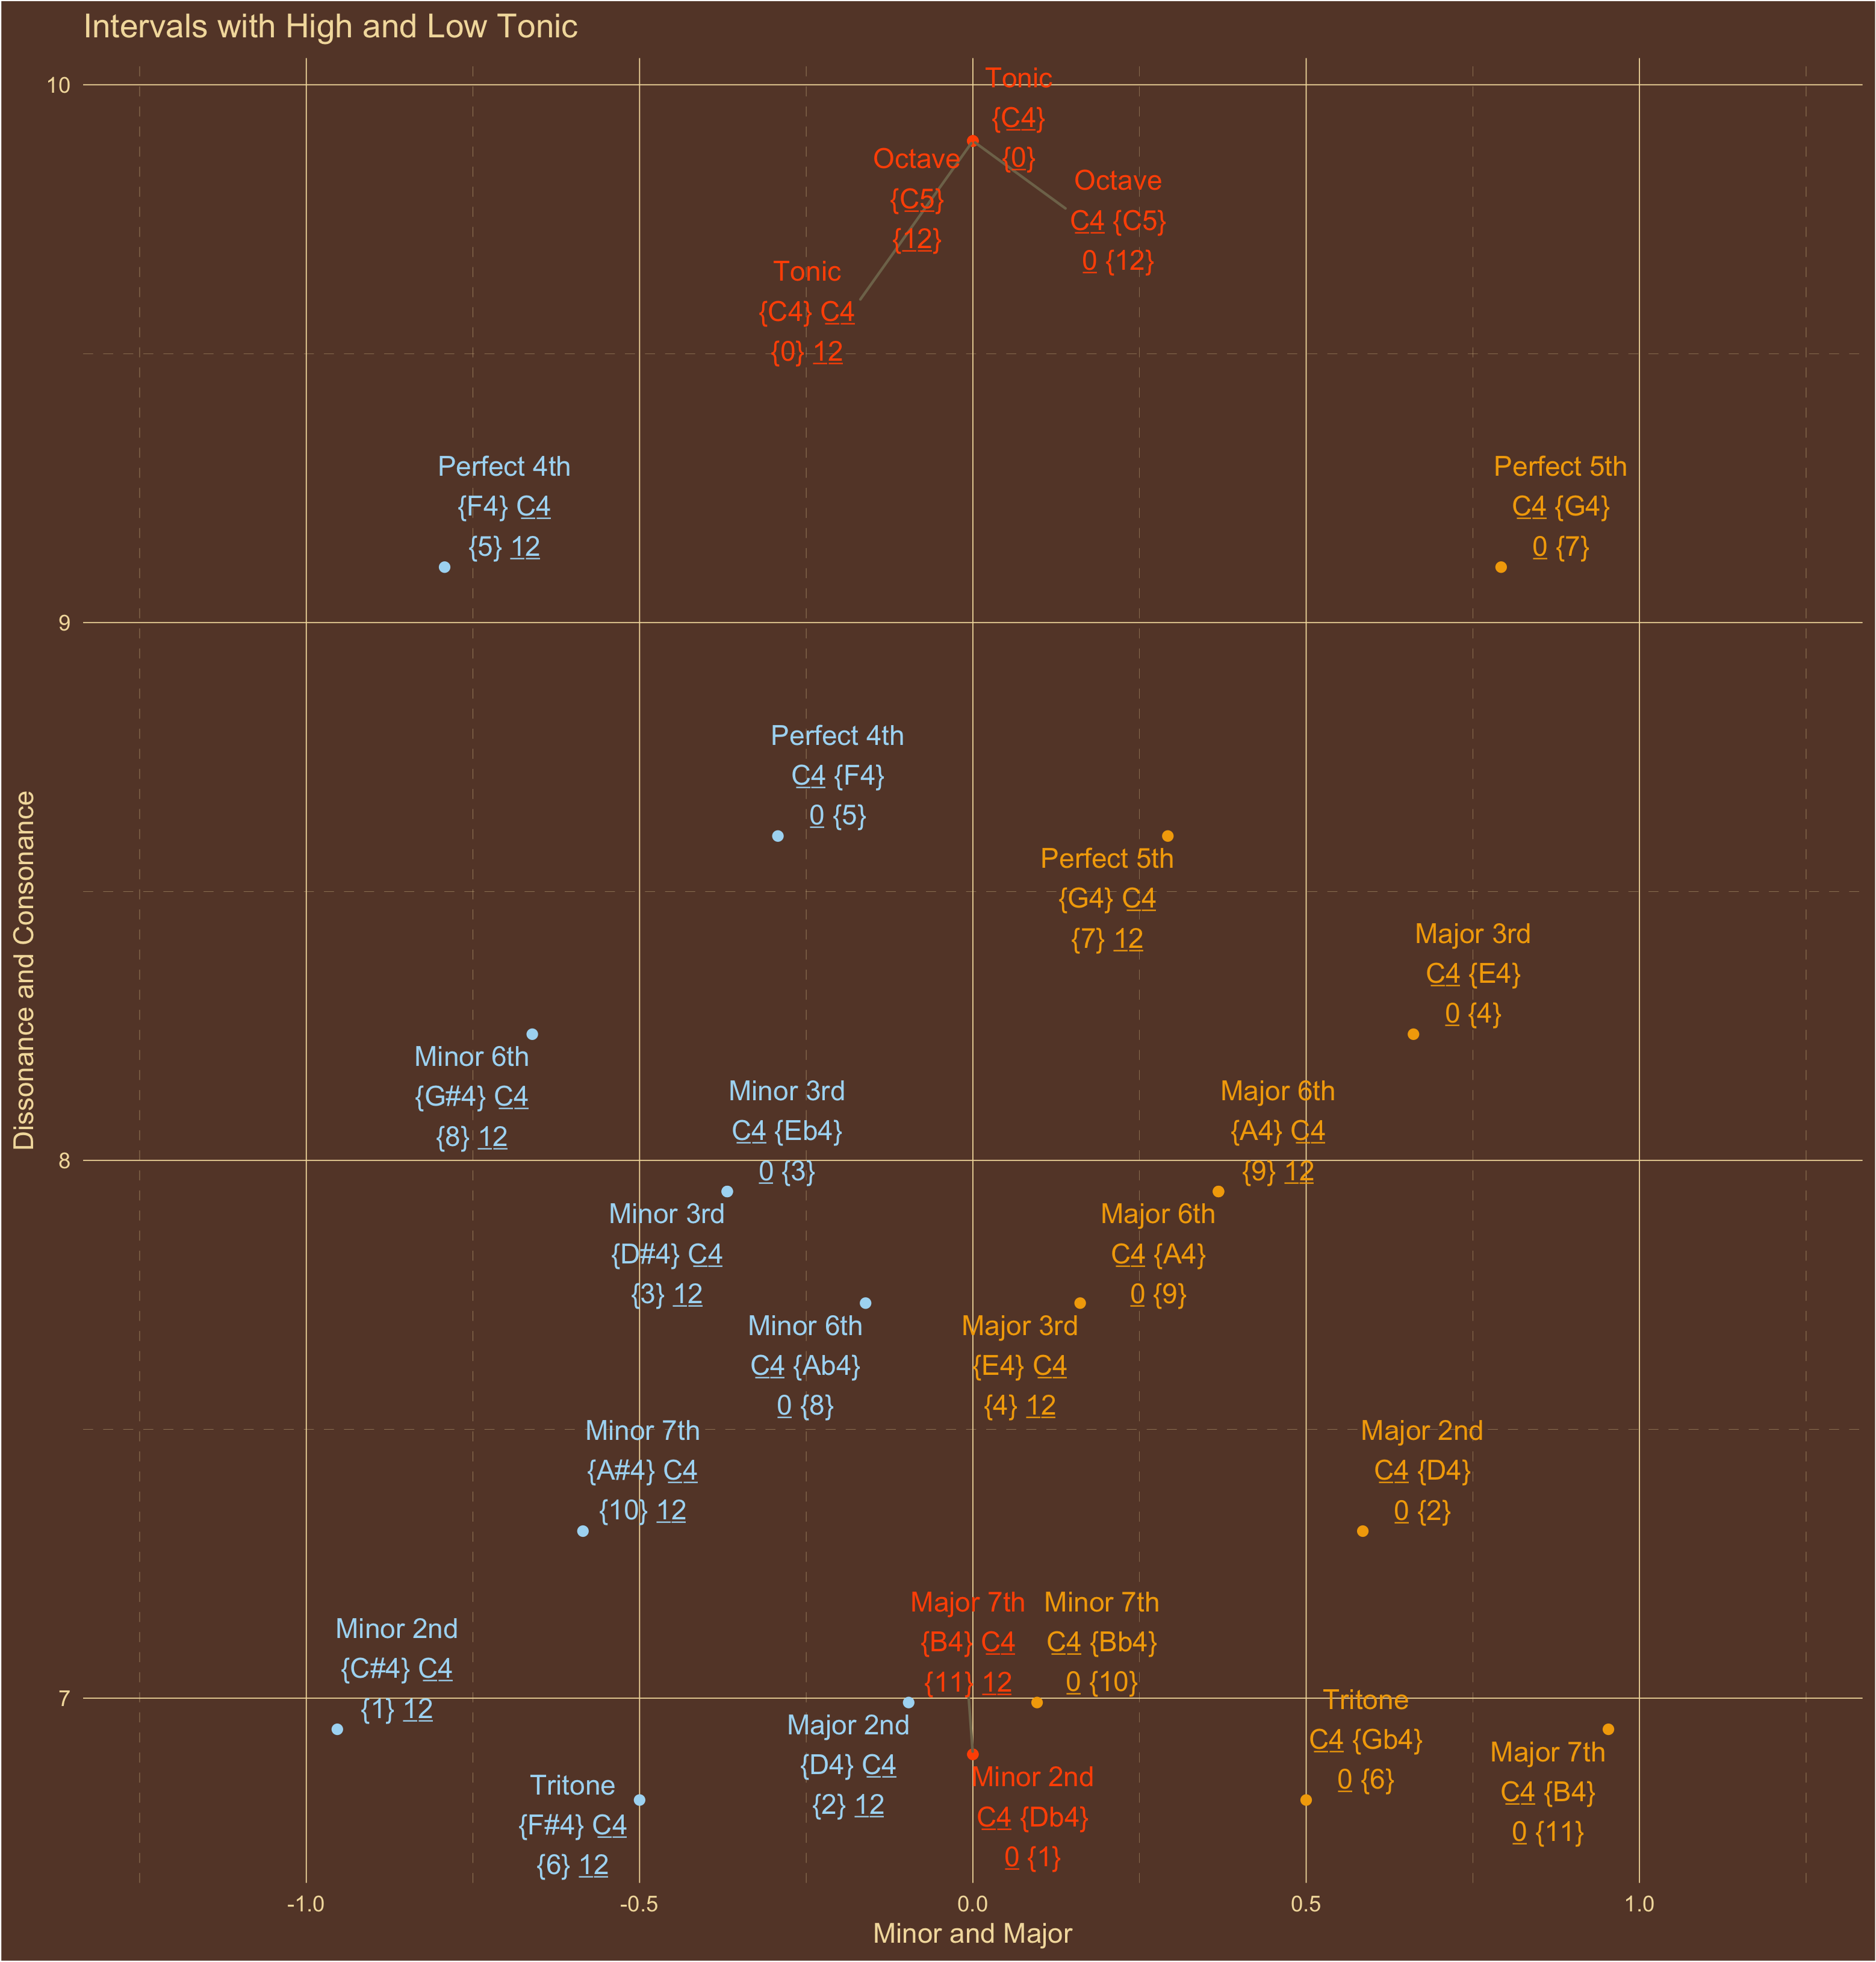 Intervals with High and Low Tonic
10
Tonic
{C4}
{0}
Octave
{C5}
{12}
Octave
C4 {C5}
0 {12}
Tonic
{C4} C4
{0} 12
Perfect 4th
{F4} C4
{5} 12
Perfect 5th
C4 {G4}
0 {7}
9
Perfect 4th
C4 {F4}
0 {5}
Perfect 5th
{G4} C4
{7} 12
Major 3rd
C4 {E4}
0 {4}
Minor 6th
{G#4} C4
{8} 12
Minor 3rd
C4 {Eb4}
0 {3}
Major 6th
{A4} C4
{9} 12
8
Minor 3rd
{D#4} C4
{3} 12
Major 6th
C4 {A4}
0 {9}
Minor 6th
C4 {Ab4}
0 {8}
Major 3rd
{E4} C4
{4} 12
Minor 7th
{A#4} C4
{10} 12
Major 2nd
C4 {D4}
0 {2}
Major 7th
{B4} C4
{11} 12
Minor 7th
C4 {Bb4}
0 {10}
Minor 2nd
{C#4} C4
{1} 12
7
Major 2nd
{D4} C4
{2} 12
Tritone
C4 {Gb4}
0 {6}
Major 7th
C4 {B4}
0 {11}
Tritone
{F#4} C4
{6} 12
Minor 2nd
C4 {Db4}
0 {1}
Dissonance and Consonance
-1.0
-0.5
0.0
0.5
1.0
Minor and Major